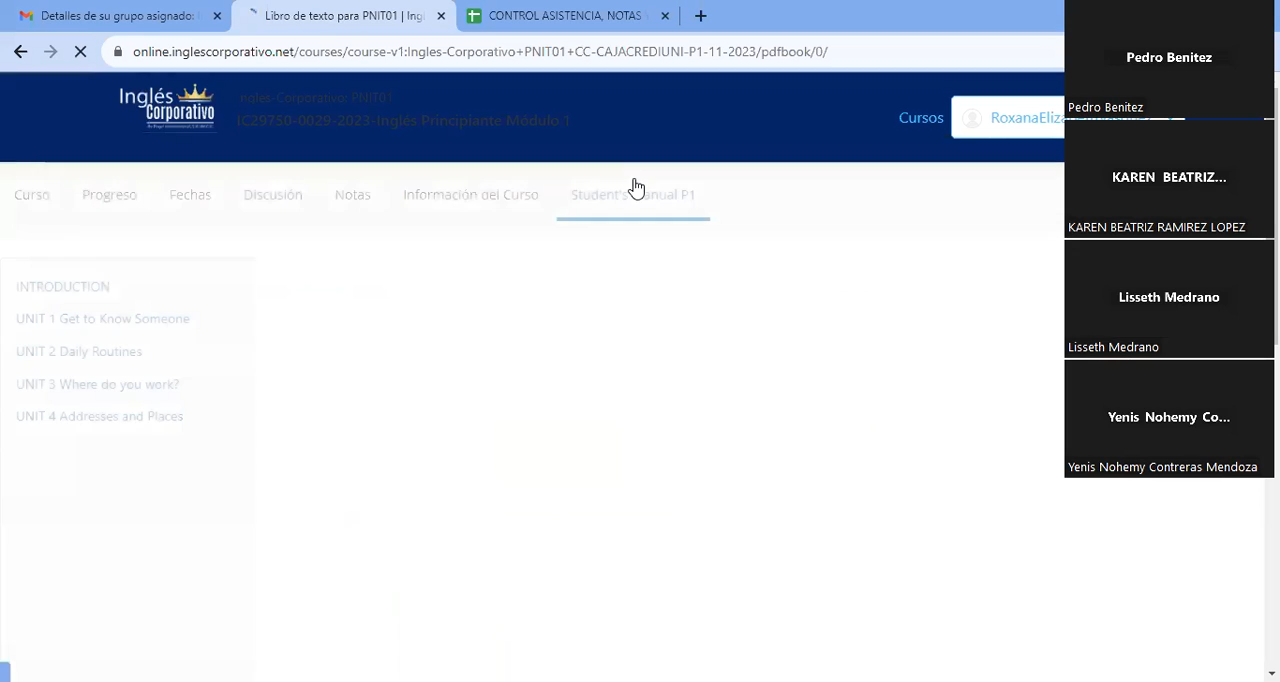 Detalles de su grupo asignado: C
Libro de texto para PNIT01 | Ing
CONTROL ASISTENCIA, NOTAS
online.inglescorporativo.net/courses/course-v1:Ingles-Corporativo+PNIT01+CC-CAJACREDIUNI-P1-11-2023/pdfbook/0/
Inglés
Corporativo
Ingles-Corporativo: PNIT01
IC29750-0029-2023-Inglés Principiante Módulo 1
Cursos
RoxanaEliza
Curso
Progreso
Fechas
Discusión
Notas
Información del Curso
Student's Manual P1
INTRODUCTION
UNIT 1 Get to Know Someone
UNIT 2 Daily Routines
UNIT 3 Where do you work?
UNIT 4 Addresses and Places
Pedro Benitez
Pedro Benitez
KAREN BEATRIZ...
KAREN BEATRIZ RAMIREZ LOPEZ
Lisseth Medrano
Lisseth Medrano
Yenis Nohemy Co...
Yenis Nohemy Contreras Mendoza